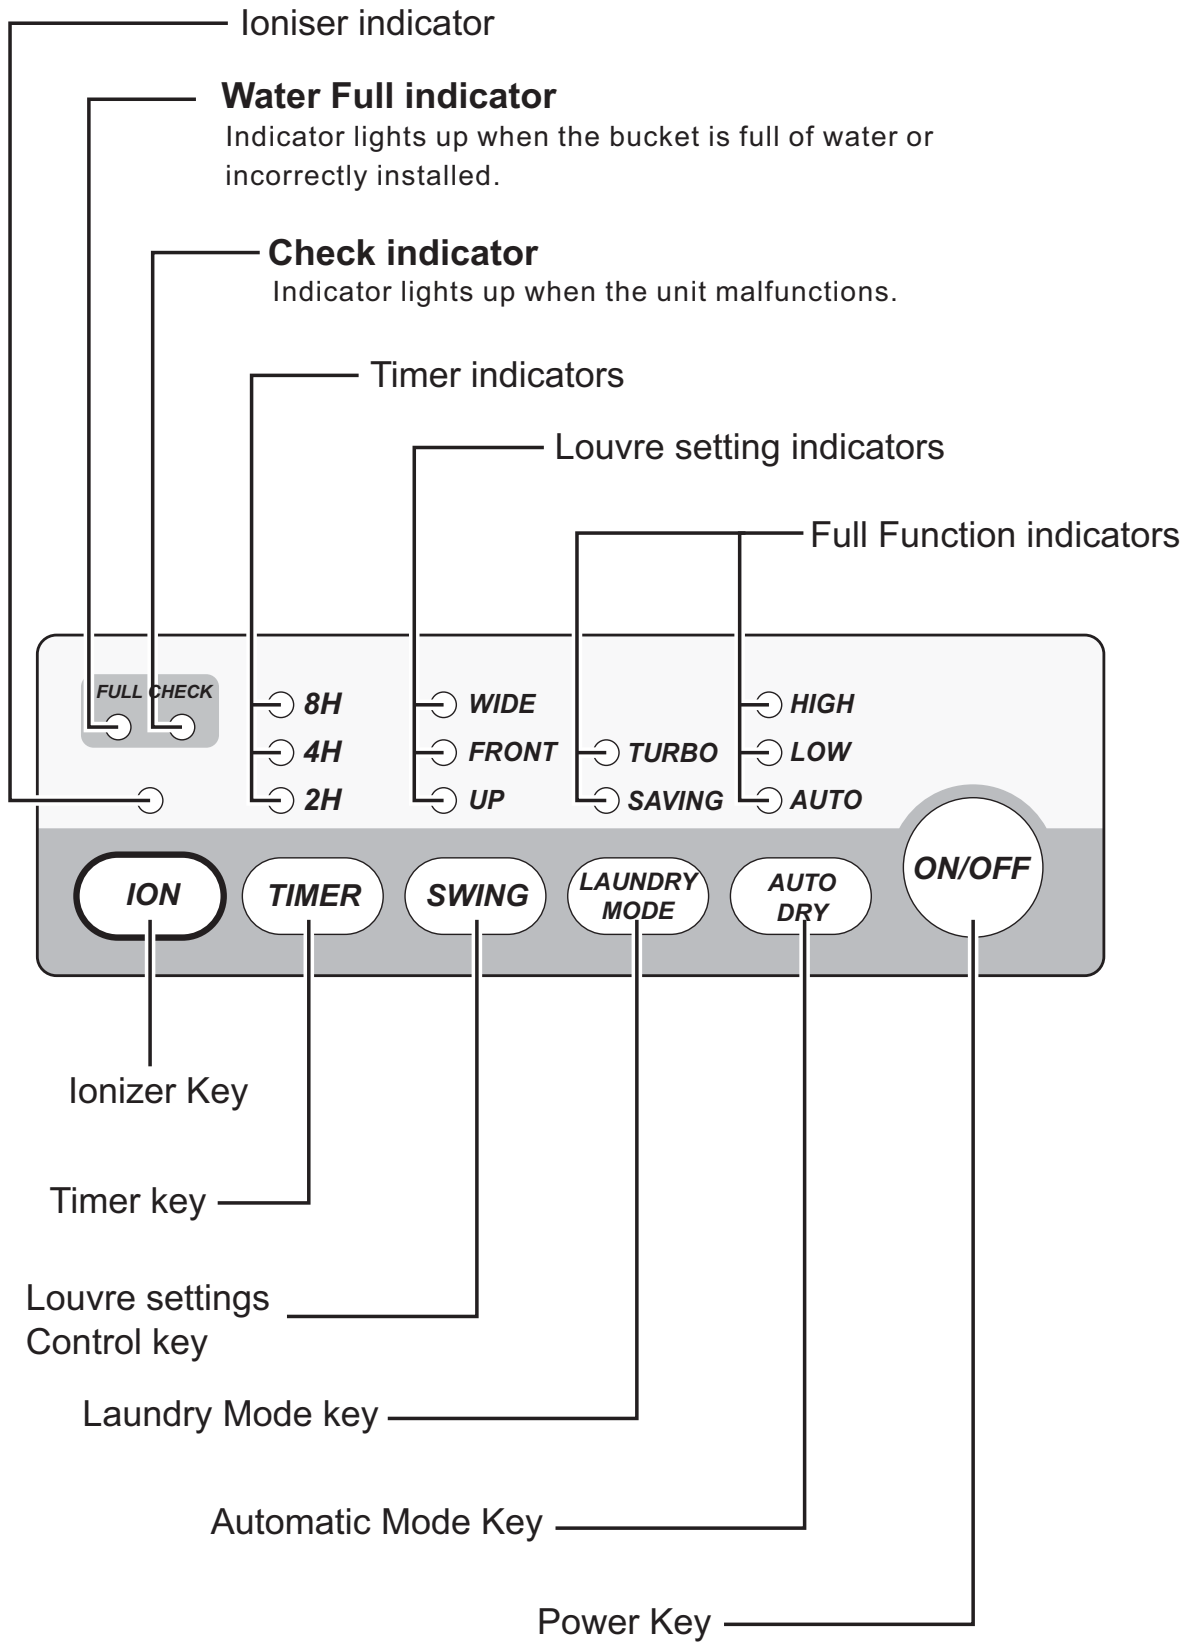 Ioniser indicator
Water Full indicator
Indicator lights up when the bucket is full of water or
incorrectly installed.
Check indicator
Indicator lights up when the unit malfunctions.
Timer indicators
Louvre setting indicators
Full Function indicators
FULL CHECK
8H
4H
2H
WIDE
FRONT
UP
TURBO
SAVING
HIGH
LOW
AUTO
ION
TIMER
SWING
LAUNDRY
MODE
AUTO
DRY
ON/OFF
Ionizer Key
Timer key
Louvre settings
Control key
Laundry Mode key
Automatic Mode Key
Power Key